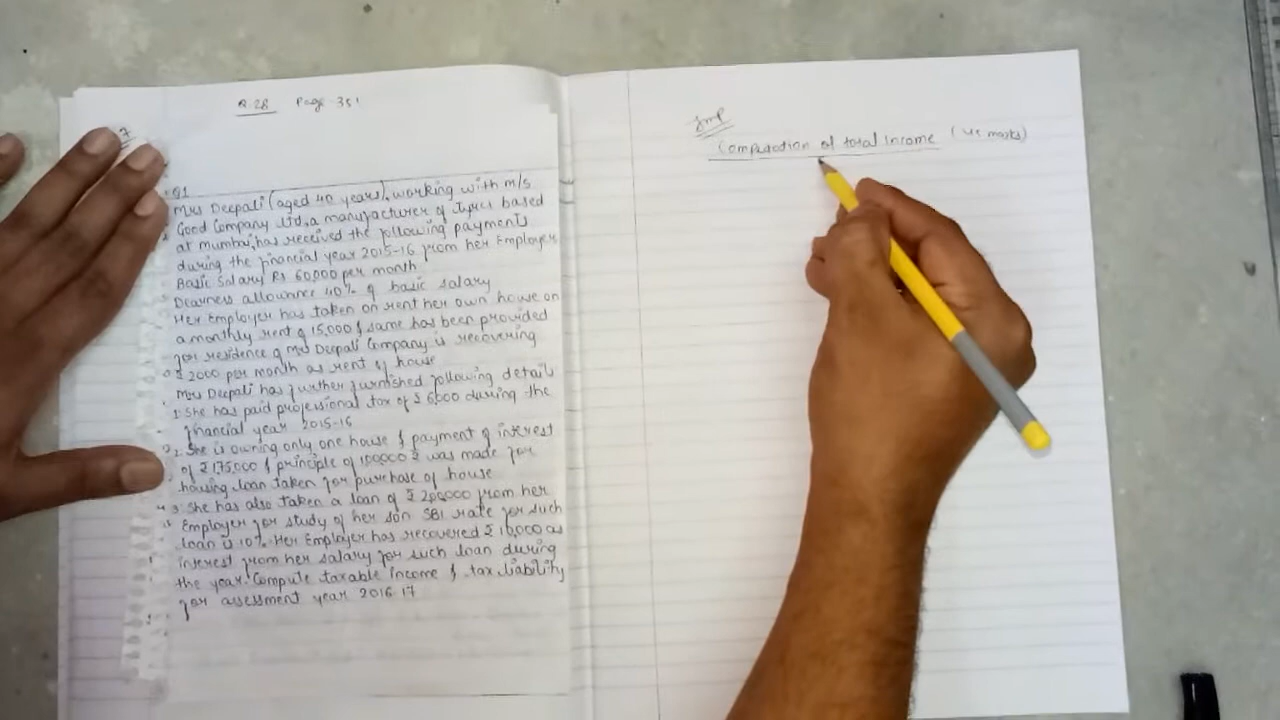 Q 28 Page 351
7
Q1
Mrs Deepali (aged 40 years), working with m/s
Good Company Ltd, a manufacturer of Tyres based
at mumbai, has received the following payments
during the financial year 2015-16 from her Employer
Basic Salary Rs 60,000 per month
Dearness allowance 40% of basic salary
Her Employer has taken on rent her own house on
a monthly rent of 15,000 & same has been provided
for residence of Mrs Deepali Company is recovering
₹ 2000 per month as rent of house
Mrs Deepali has further furnished following details
1. She has paid professional tax of ₹ 6,000 during the
financial year 2015-16
2. She is owning only one house & payment of interest
of ₹ 175,000 & principle of 100,000 ₹ was made for
housing loan taken for purchase of house
3. She has also taken a loan of ₹ 200,000 from her
Employer for study of her son SBI rate for such
loan is 10%. Her Employer has recovered ₹ 10,000 as
interest from her salary for such loan during
the year. Compute taxable income & tax liability
for assessment year 2016-17
Imp
Computation of total income ( marks)